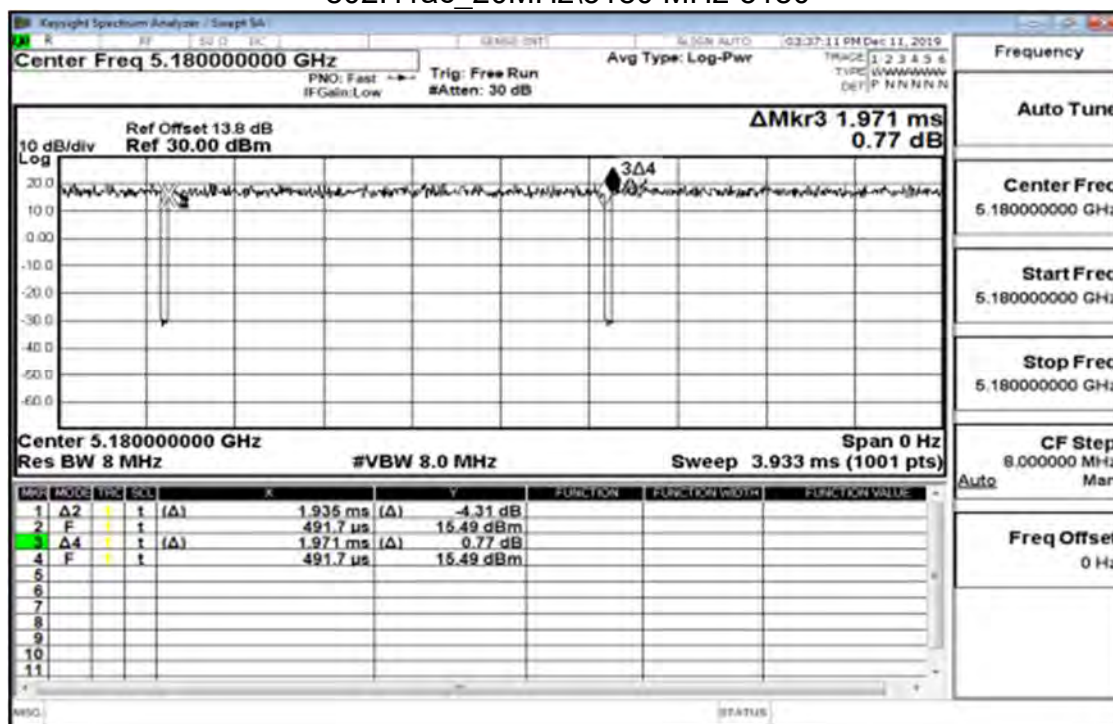 Keysight Spectrum Analyzer - Swept SA
Center Freq 5.180000000 GHz
PNO: Fast
IFGain:Low
Trig: Free Run
#Atten: 30 dB
Avg Type: Log-Pwr
03:37:11 PM Dec 11, 2019
TRACE 1 2 3 4 5 6
TYPE
DET P N N N N N
Ref Offset 13.8 dB
10 dB/div Ref 30.00 dBm
Log
ΔMkr3 1.971 ms
0.77 dB
3Δ4
20.0
10.0
0.00
-10.0
-20.0
-30.0
-40.0
-50.0
-60.0
Center 5.180000000 GHz
Span 0 Hz
Res BW 8 MHz
#VBW 8.0 MHz
Sweep 3.933 ms (1001 pts)
MKR MODE TRC SCL X Y FUNCTION FUNCTION WIDTH FUNCTION VALUE
1 Δ2 1 t (Δ) 1.935 ms (Δ) -4.31 dB
2 F 1 t 491.7 µs 15.49 dBm
3 Δ4 1 t (Δ) 1.971 ms (Δ) 0.77 dB
4 F 1 t 491.7 µs 15.49 dBm
5
6
7
8
9
10
11
MSG
STATUS
Frequency
Auto Tune
Center Freq
5.180000000 GHz
Start Freq
5.180000000 GHz
Stop Freq
5.180000000 GHz
CF Step
8.000000 MHz
Auto Man
Freq Offset
0 Hz